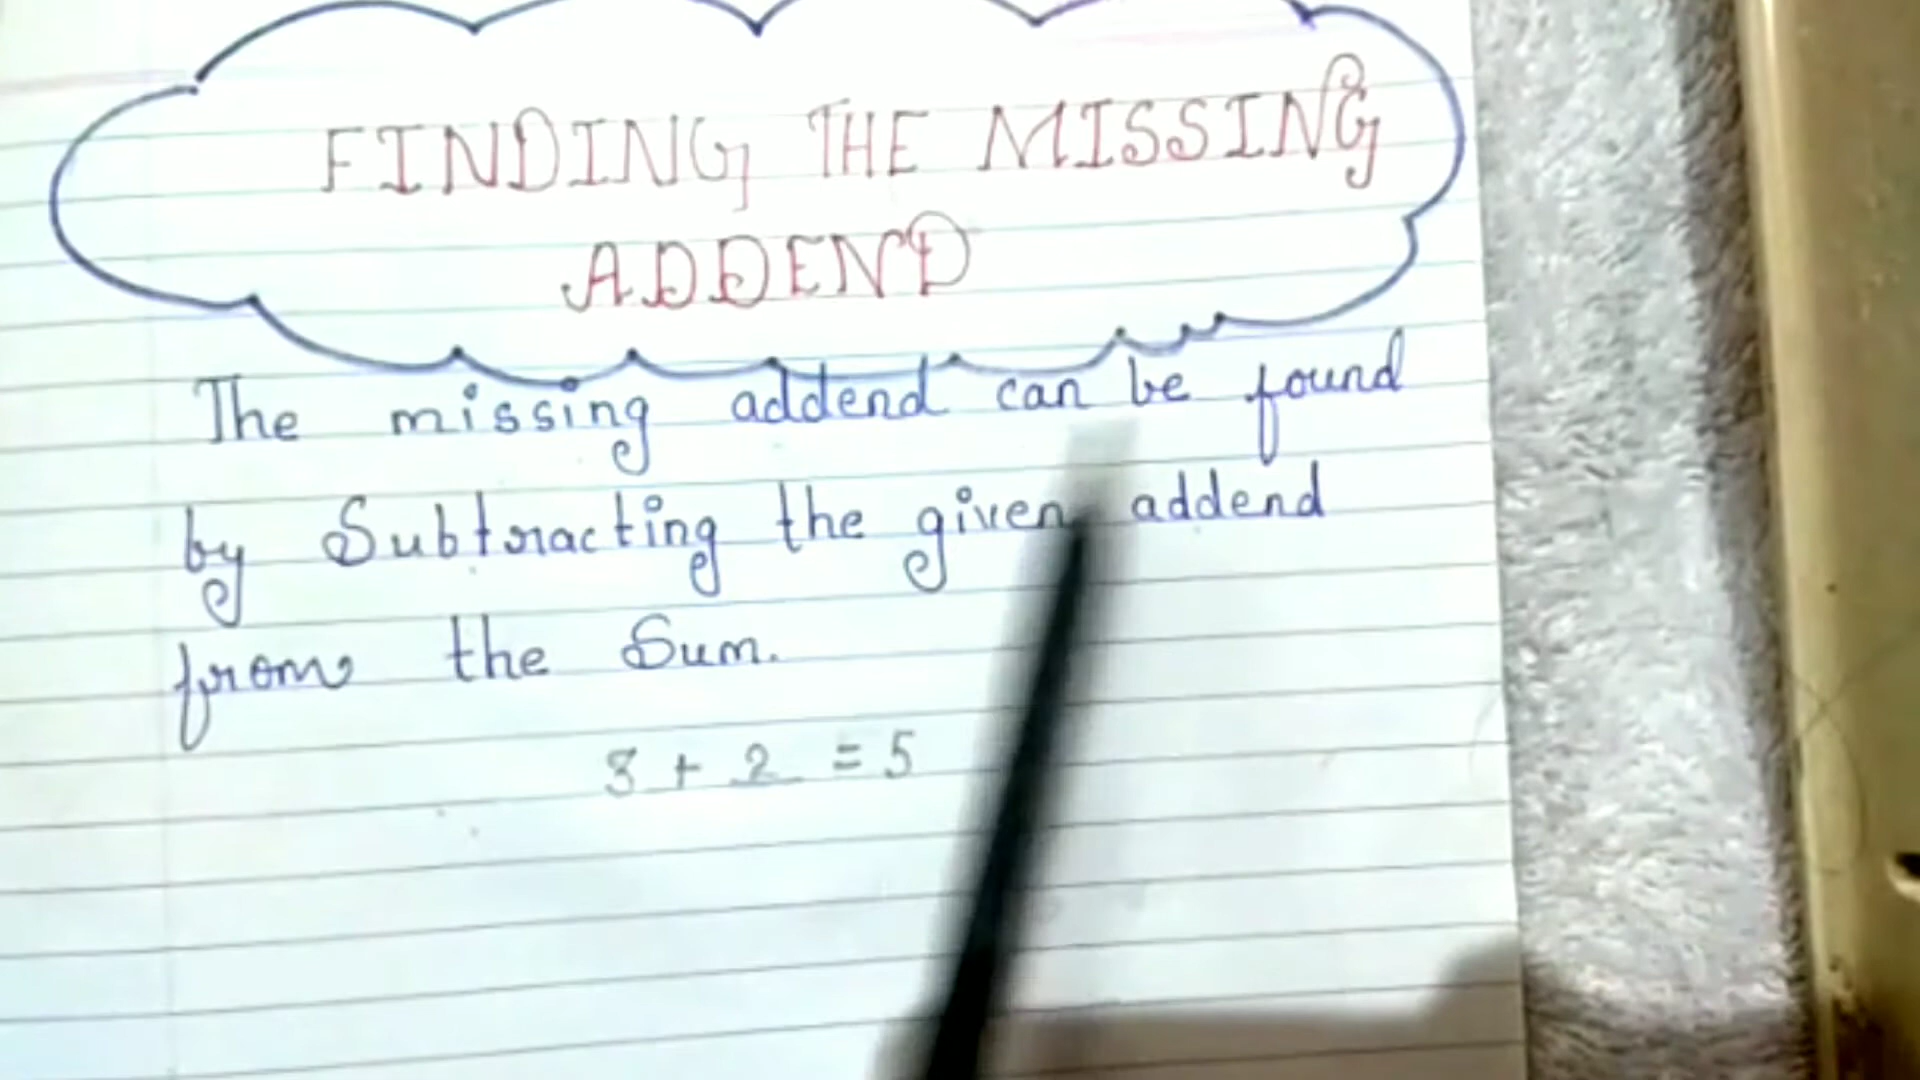 FINDING THE MISSING
ADDEND
The missing addend can be found
by Subtracting the given addend
from the Sum.
3 + 2 = 5